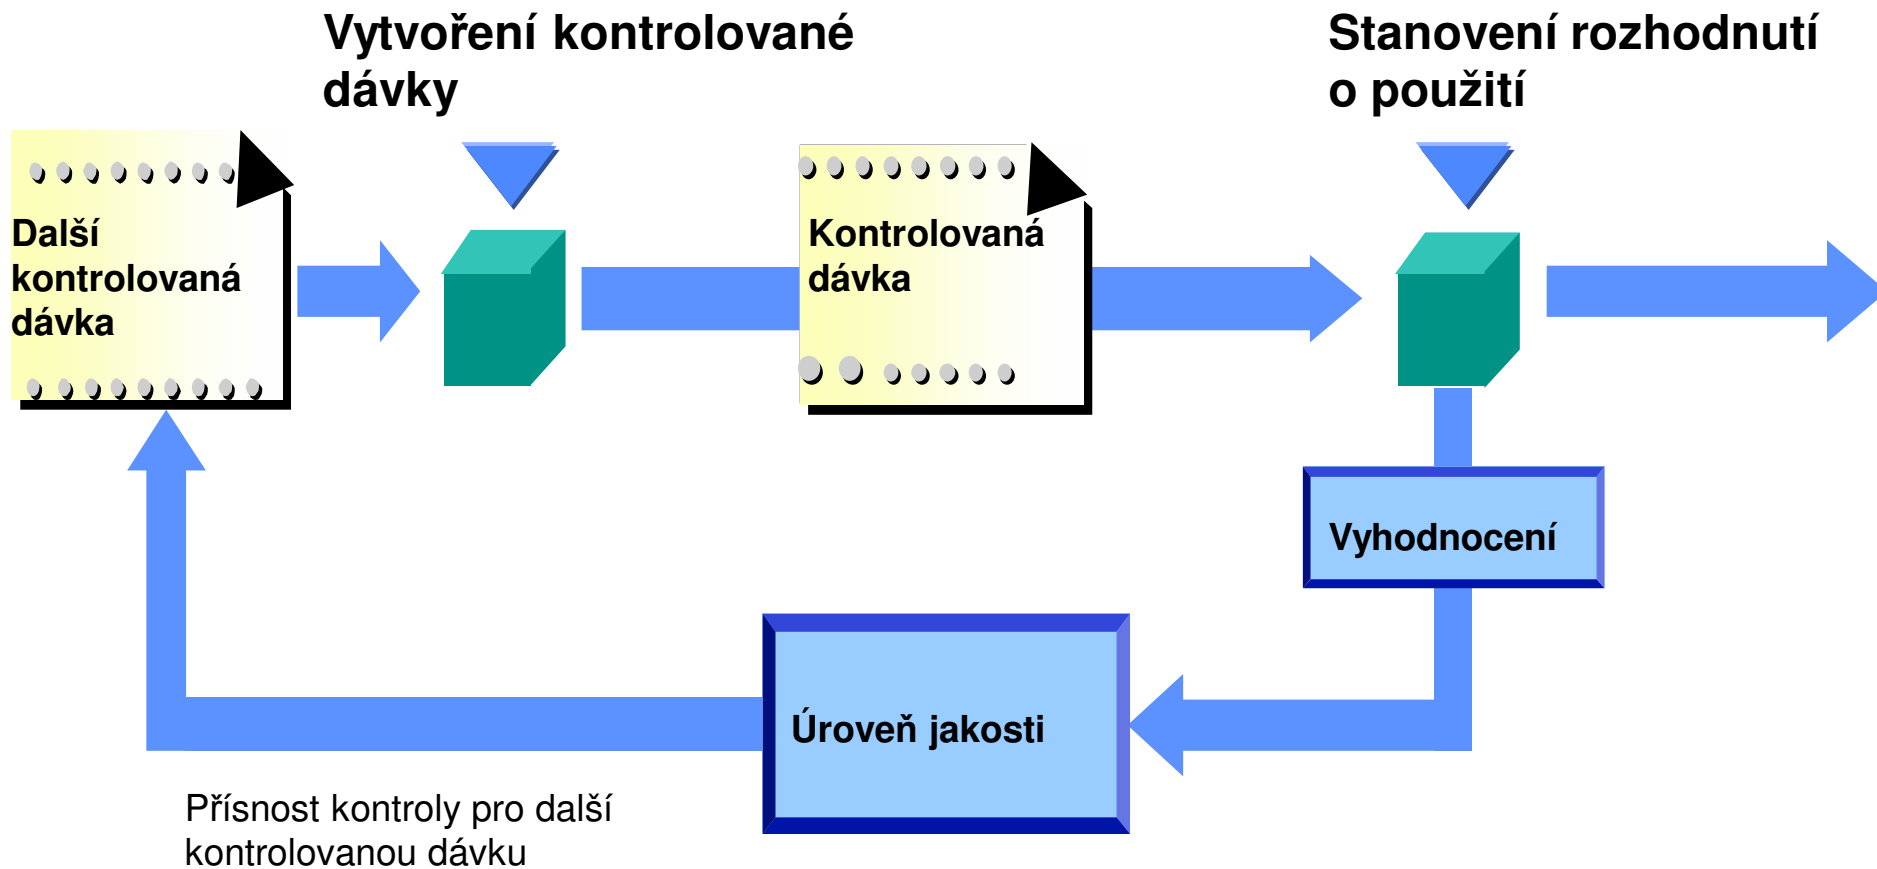 Vytvoření kontrolované
dávky
Stanovení rozhodnutí
o použití
Další
kontrolovaná
dávka
Kontrolovaná
dávka
Vyhodnocení
Úroveň jakosti
Přísnost kontroly pro další
kontrolovanou dávku